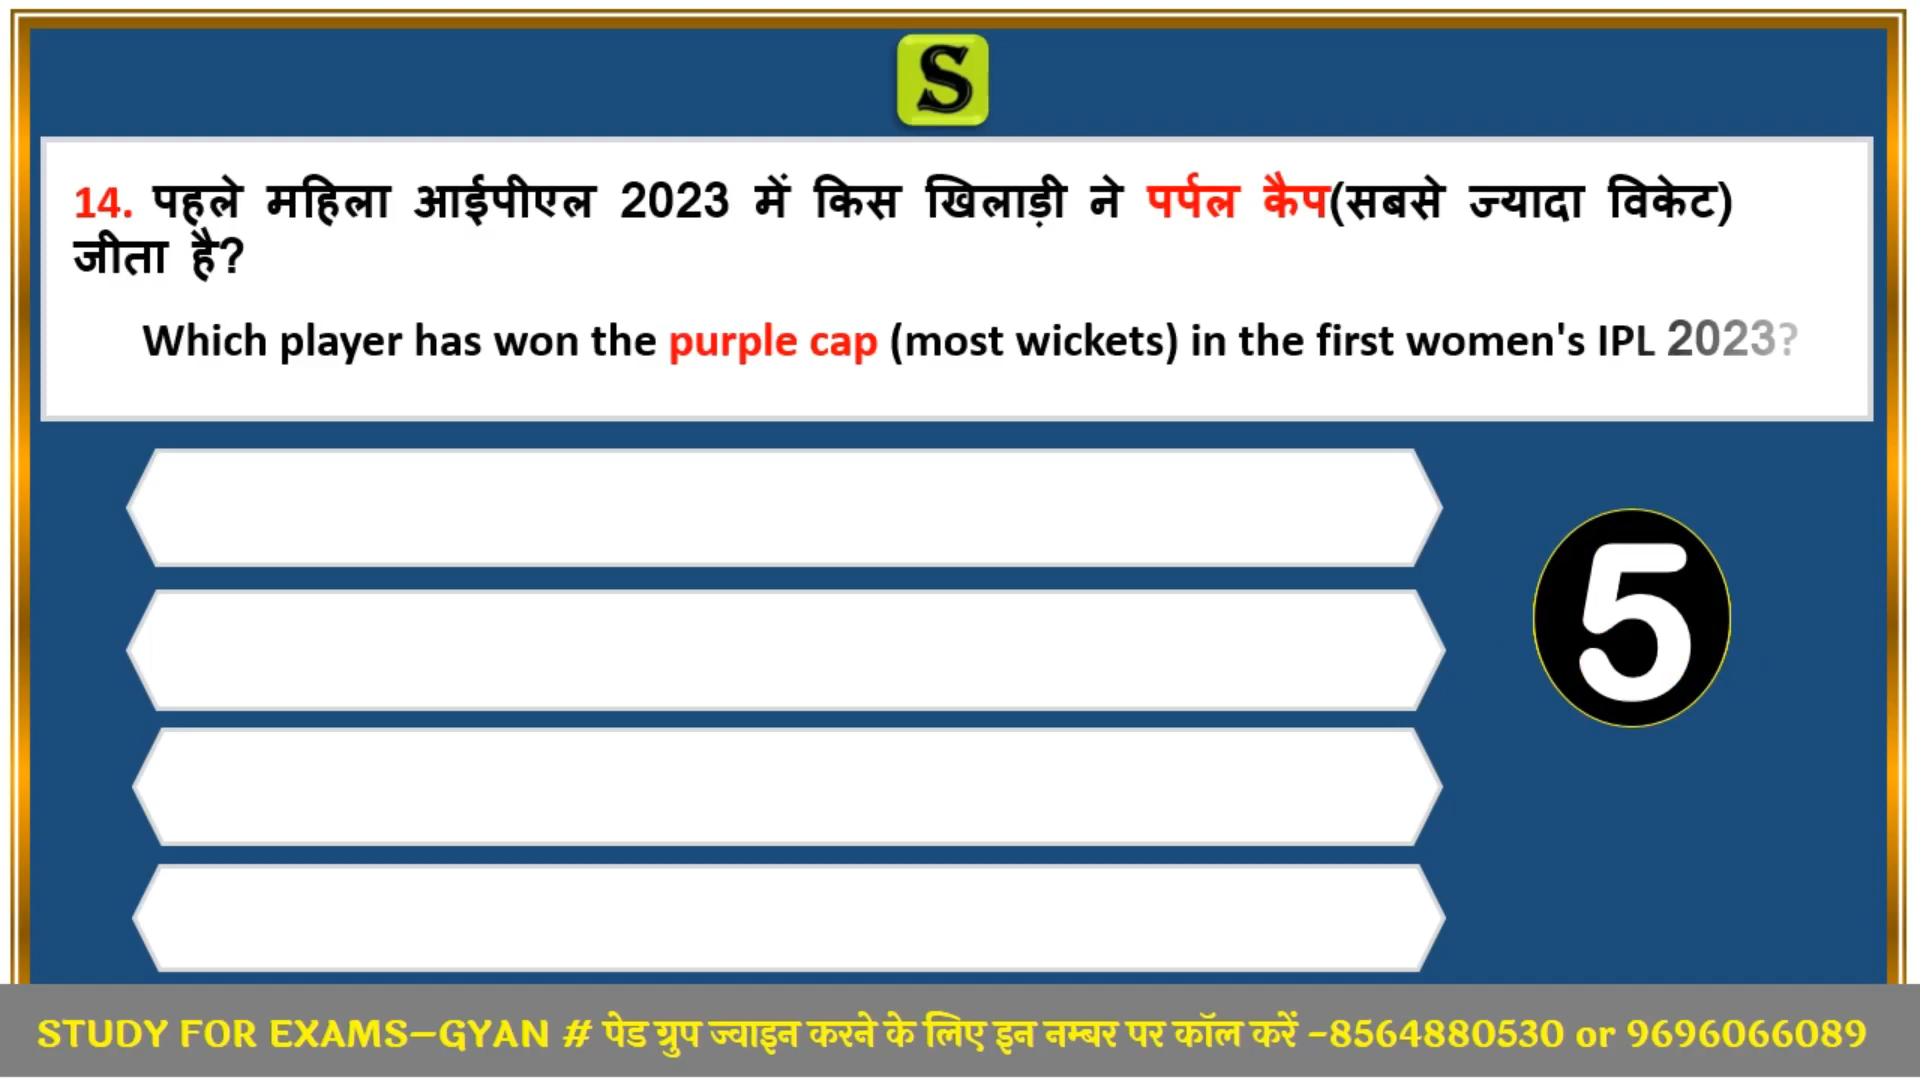 S
14. पहले महिला आईपीएल 2023 में किस खिलाड़ी ने पर्पल कैप(सबसे ज्यादा विकेट)
जीता है?
Which player has won the purple cap (most wickets) in the first women's IPL 2023?
5
STUDY FOR EXAMS–GYAN # पेड ग्रुप ज्वाइन करने के लिए इन नम्बर पर कॉल करें -8564880530 or 9696066089